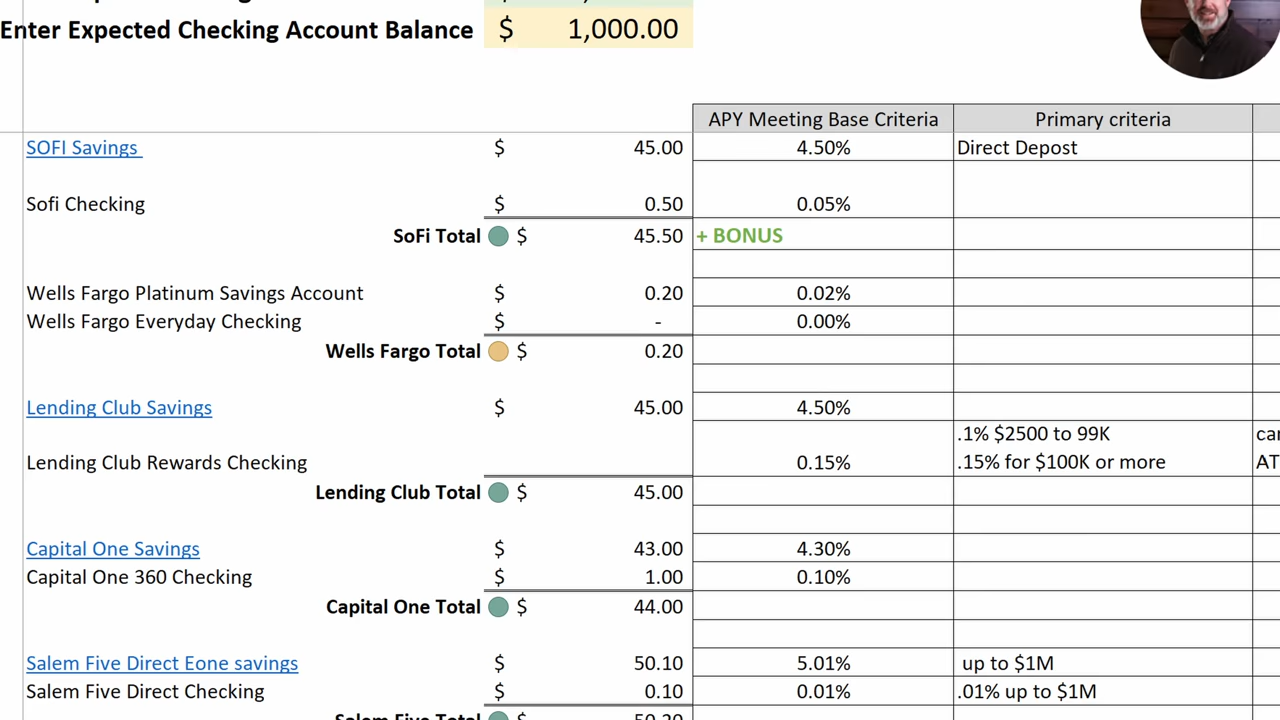 Enter Expected Checking Account Balance $ 1,000.00
APY Meeting Base Criteria Primary criteria
SOFI Savings $ 45.00 4.50% Direct Depost
Sofi Checking $ 0.50 0.05%
SoFi Total $ 45.50 + BONUS
Wells Fargo Platinum Savings Account $ 0.20 0.02%
Wells Fargo Everyday Checking $ - 0.00%
Wells Fargo Total $ 0.20
Lending Club Savings $ 45.00 4.50%
.1% $2500 to 99K
Lending Club Rewards Checking 0.15% .15% for $100K or more AT
Lending Club Total $ 45.00
Capital One Savings $ 43.00 4.30%
Capital One 360 Checking $ 1.00 0.10%
Capital One Total $ 44.00
Salem Five Direct Eone savings $ 50.10 5.01% up to $1M
Salem Five Direct Checking $ 0.10 0.01% .01% up to $1M
Salem Five Total $ 50.20